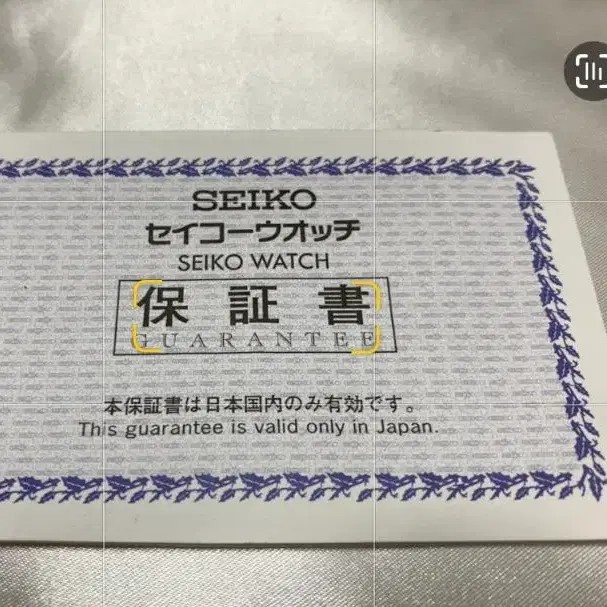 SEIKO
セイコーウオッチ
SEIKO WATCH
保証書
GUARANTEE
本保証書は日本国内のみ有効です。
This guarantee is valid only in Japan.